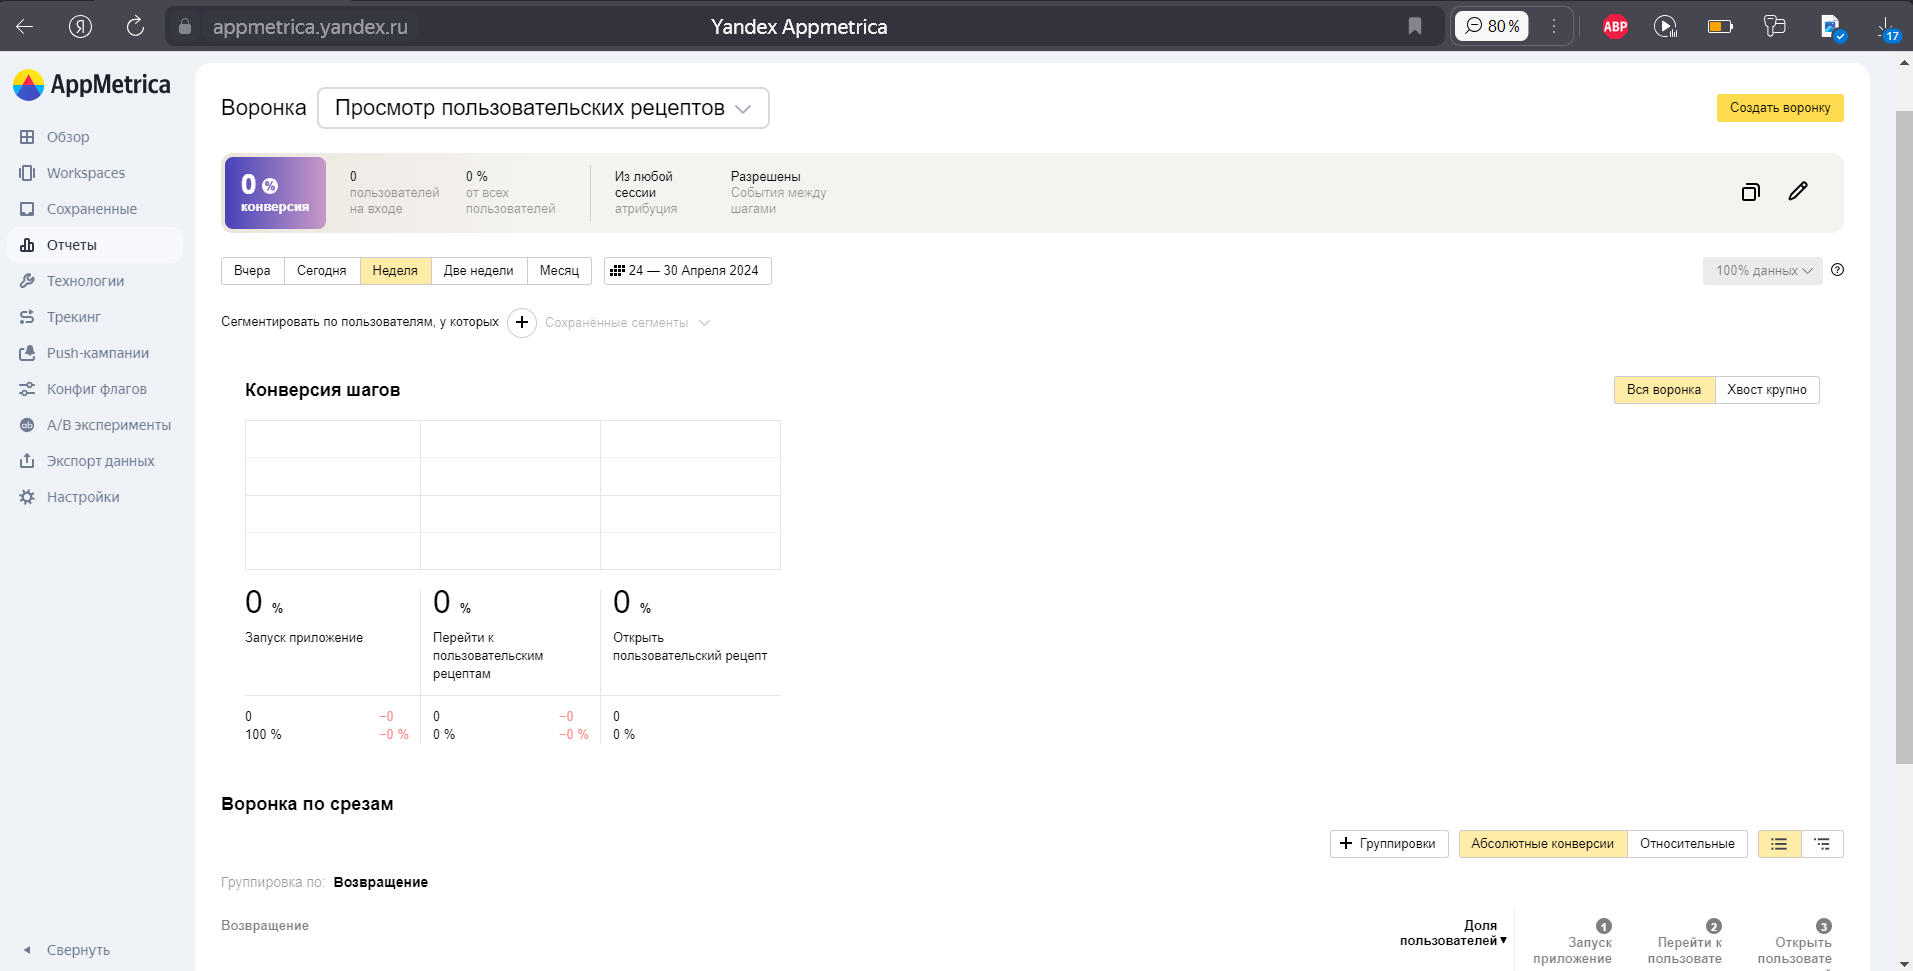 appmetrica.yandex.ru
Yandex Appmetrica
80 %
ABP
17
AppMetrica
Обзор
Workspaces
Сохраненные
Отчеты
Технологии
Трекинг
Push-кампании
Конфиг флагов
А/В эксперименты
Экспорт данных
Настройки
Свернуть
Воронка
Просмотр пользовательских рецептов
Создать воронку
0 %
конверсия
0
пользователей
на входе
0 %
от всех
пользователей
Из любой
сессии
атрибуция
Разрешены
События между
шагами
Вчера
Сегодня
Неделя
Две недели
Месяц
24 — 30 Апреля 2024
100% данных
?
Сегментировать по пользователям, у которых
+
Сохранённые сегменты
Конверсия шагов
Вся воронка
Хвост крупно
0 %
Запуск приложение
0
−0
100 %
−0 %
0 %
Перейти к
пользовательским
рецептам
0
−0
0 %
−0 %
0 %
Открыть
пользовательский рецепт
0
0 %
Воронка по срезам
+ Группировки
Абсолютные конверсии
Относительные
Группировка по: Возвращение
Возвращение
Доля
пользователей
1
Запуск
приложение
2
Перейти к
пользовате
3
Открыть
пользовате